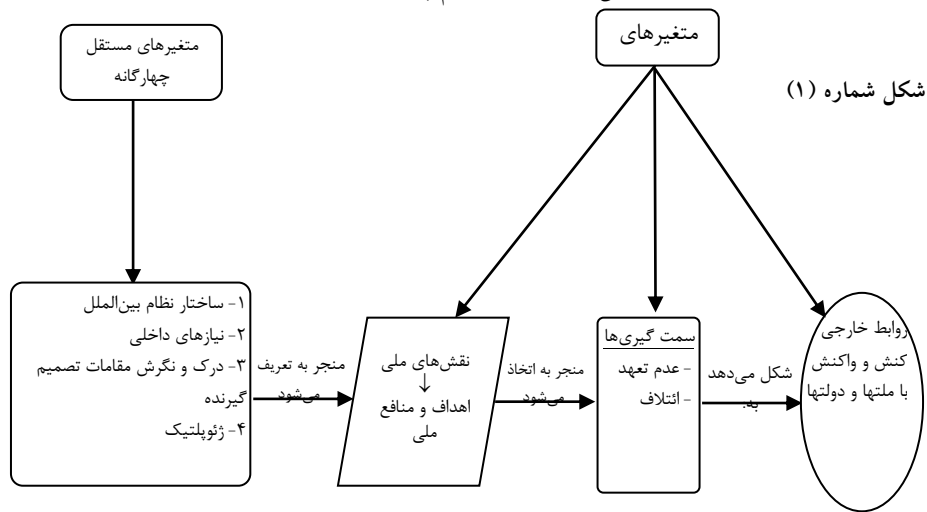 متغیرهای مستقل
چهارگانه
متغیرهای
شکل شماره (۱)
۱- ساختار نظام بین‌الملل
۲- نیازهای داخلی
۳- درک و نگرش مقامات تصمیم
گیرنده
۴- ژئوپلتیک
منجر به تعریف
می‌شود
نقش‌های ملی
↓
اهداف و منافع
ملی
منجر به اتخاذ
می‌شود
سمت گیری‌ها
- عدم تعهد
- ائتلاف
شکل می‌دهد
به:
روابط خارجی
کنش و واکنش
با ملتها و دولتها